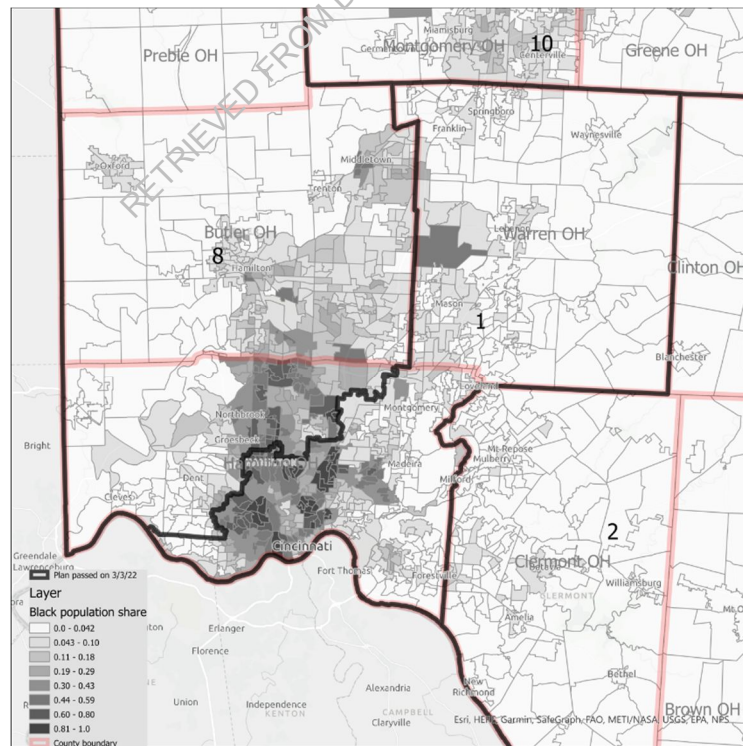 RETRIEVED FROM
Miamisburg
Preble OH
Montgomery OH
10
Centerville
Greene OH
Springboro
Franklin
Waynesville
Middletown
Oxford
Trenton
Butler OH
8
Hamilton
Warren OH
Clinton OH
Mason
1
Blanchester
Loveland
Northbrook
Montgomery
Groesbeck
Bright
Mt Repose
Mulberry
Dent
Madeira
Milford
Cleves
2
Cincinnati
Clermont OH
Greendale
Lawrenceburg
Fort Thomas
Forestville
Williamsburg
CLERMONT
Amelia
Plan passed on 3/3/22
Layer
Black population share
0.0 - 0.042
0.043 - 0.10
0.11 - 0.18
0.19 - 0.29
0.30 - 0.43
0.44 - 0.59
0.60 - 0.80
0.81 - 1.0
County boundary
Erlanger
Florence
Union
Independence
KENTON
Alexandria
CAMPBELL
Claryville
New
Richmond
Bethel
Brown OH
Esri, HERE, Garmin, SafeGraph, FAO, METI/NASA, USGS, EPA, NPS